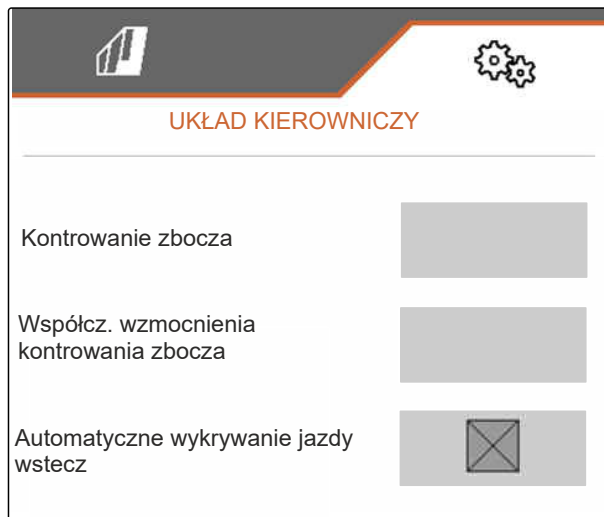 UKŁAD KIEROWNICZY
Kontrowanie zbocza
Współcz. wzmocnienia
kontrowania zbocza
Automatyczne wykrywanie jazdy
wstecz